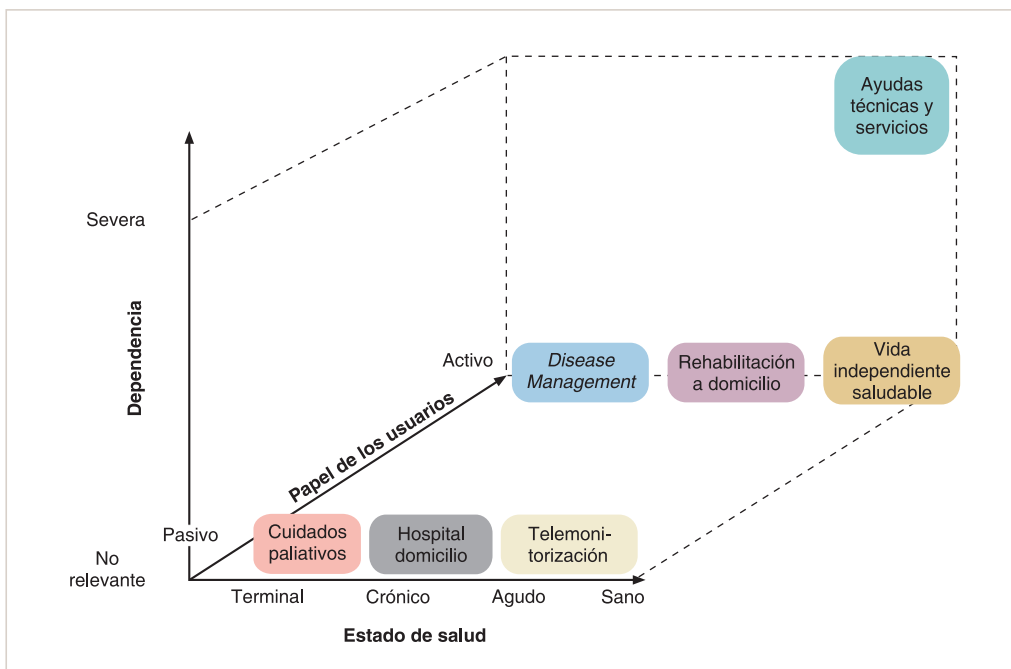 Ayudas
técnicas y
servicios
Severa
Dependencia
Activo
Disease
Management
Rehabilitación
a domicilio
Vida
independiente
saludable
Papel de los usuarios
Pasivo
Cuidados
paliativos
Hospital
domicilio
Telemoni-
torización
No
relevante
Terminal
Crónico
Agudo
Sano
Estado de salud